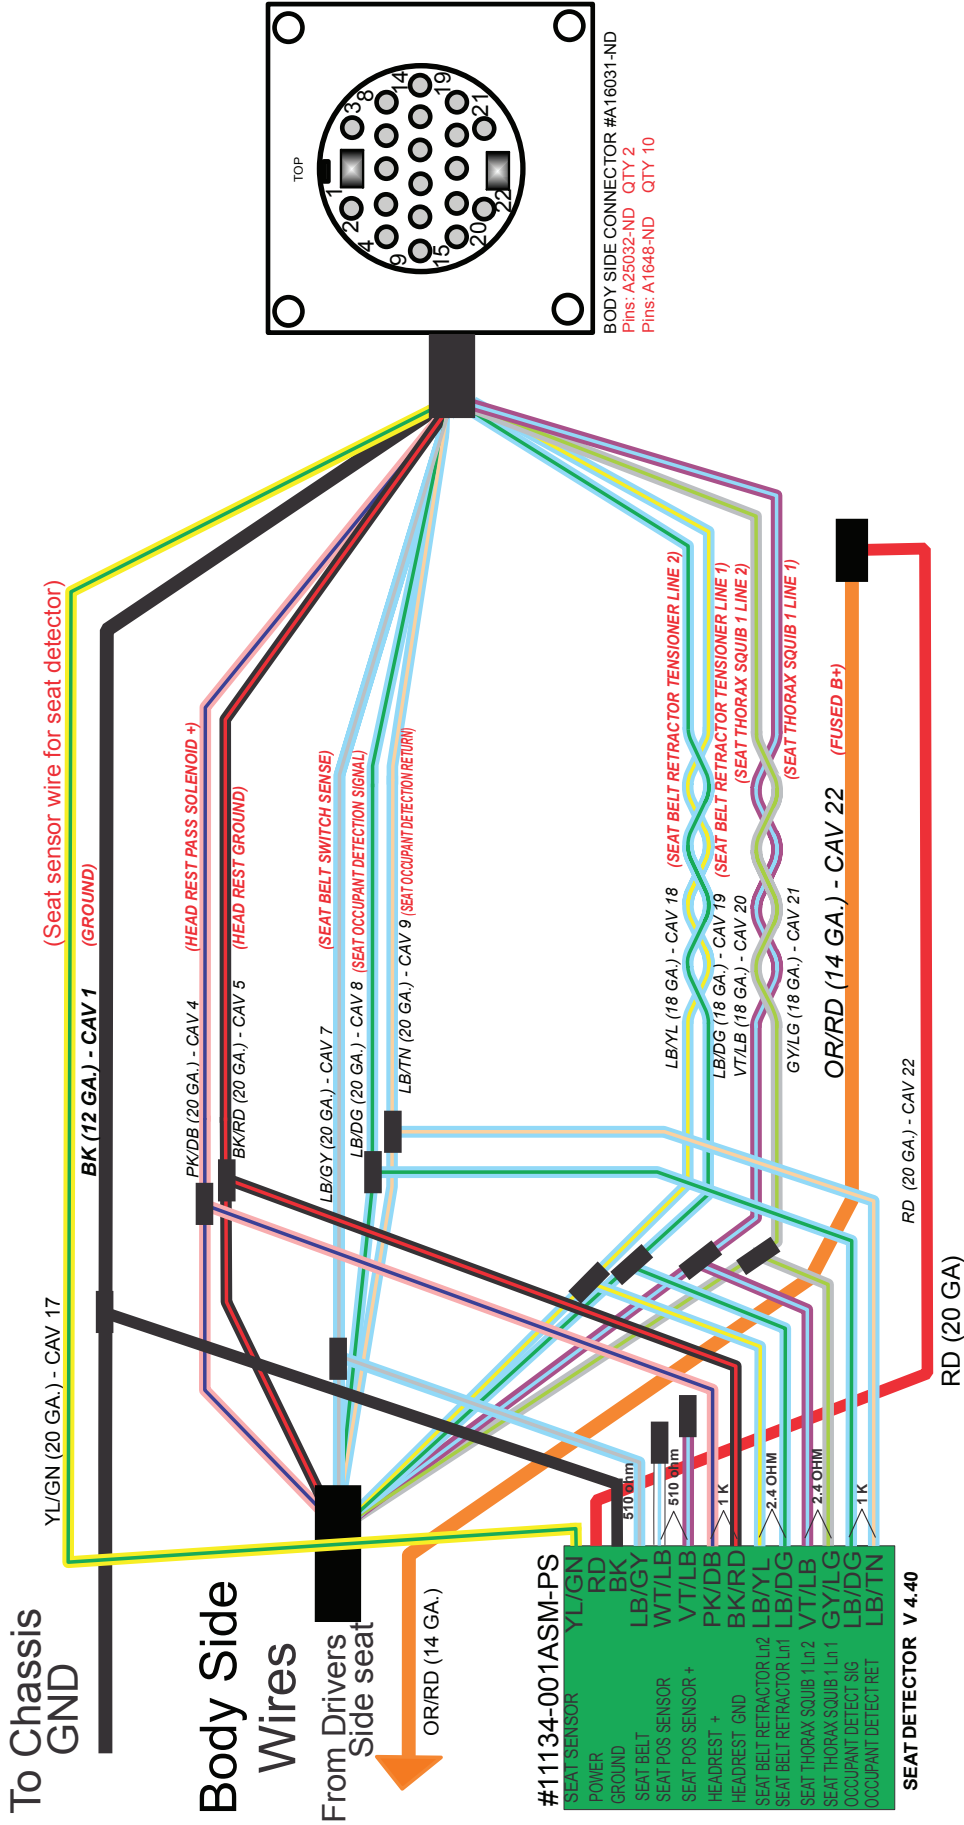 To Chassis
GND
Body Side
Wires
From Drivers
Side seat
OR/RD (14 GA.)
YL/GN (20 GA.) - CAV 17
(Seat sensor wire for seat detector)
BK (12 GA.) - CAV 1
(GROUND)
PK/DB (20 GA.) - CAV 4
(HEAD REST PASS SOLENOID +)
BK/RD (20 GA.) - CAV 5
(HEAD REST GROUND)
LB/GY (20 GA.) - CAV 7
(SEAT BELT SWITCH SENSE)
LB/DG (20 GA.) - CAV 8
(SEAT OCCUPANT DETECTION SIGNAL)
LB/TN (20 GA.) - CAV 9
(SEAT OCCUPANT DETECTION RETURN)
LB/YL (18 GA.) - CAV 18
(SEAT BELT RETRACTOR TENSIONER LINE 2)
LB/DG (18 GA.) - CAV 19
(SEAT BELT RETRACTOR TENSIONER LINE 1)
VT/LB (18 GA.) - CAV 20
(SEAT THORAX SQUIB 1 LINE 2)
GY/LG (18 GA.) - CAV 21
(SEAT THORAX SQUIB 1 LINE 1)
OR/RD (14 GA.) - CAV 22
(FUSED B+)
RD (20 GA.) - CAV 22
RD (20 GA)
TOP
1
2
3
4
8
9
14
15
19
20
21
22
BODY SIDE CONNECTOR #A16031-ND
Pins: A25032-ND QTY 2
Pins: A1648-ND QTY 10
#11134-001ASM-PS
SEAT SENSOR YL/GN
POWER RD
GROUND BK
SEAT BELT LB/GY
SEAT POS SENSOR WT/LB
SEAT POS SENSOR + VT/LB
HEADREST + PK/DB
HEADREST GND BK/RD
SEAT BELT RETRACTOR Ln2 LB/YL
SEAT BELT RETRACTOR Ln1 LB/DG
SEAT THORAX SQUIB 1 Ln 2 VT/LB
SEAT THORAX SQUIB 1 Ln1 GY/LG
OCCUPANT DETECT SIG LB/DG
OCCUPANT DETECT RET LB/TN
510 ohm
510 ohm
1 K
2.4 OHM
2.4 OHM
1 K
SEAT DETECTOR V 4.40